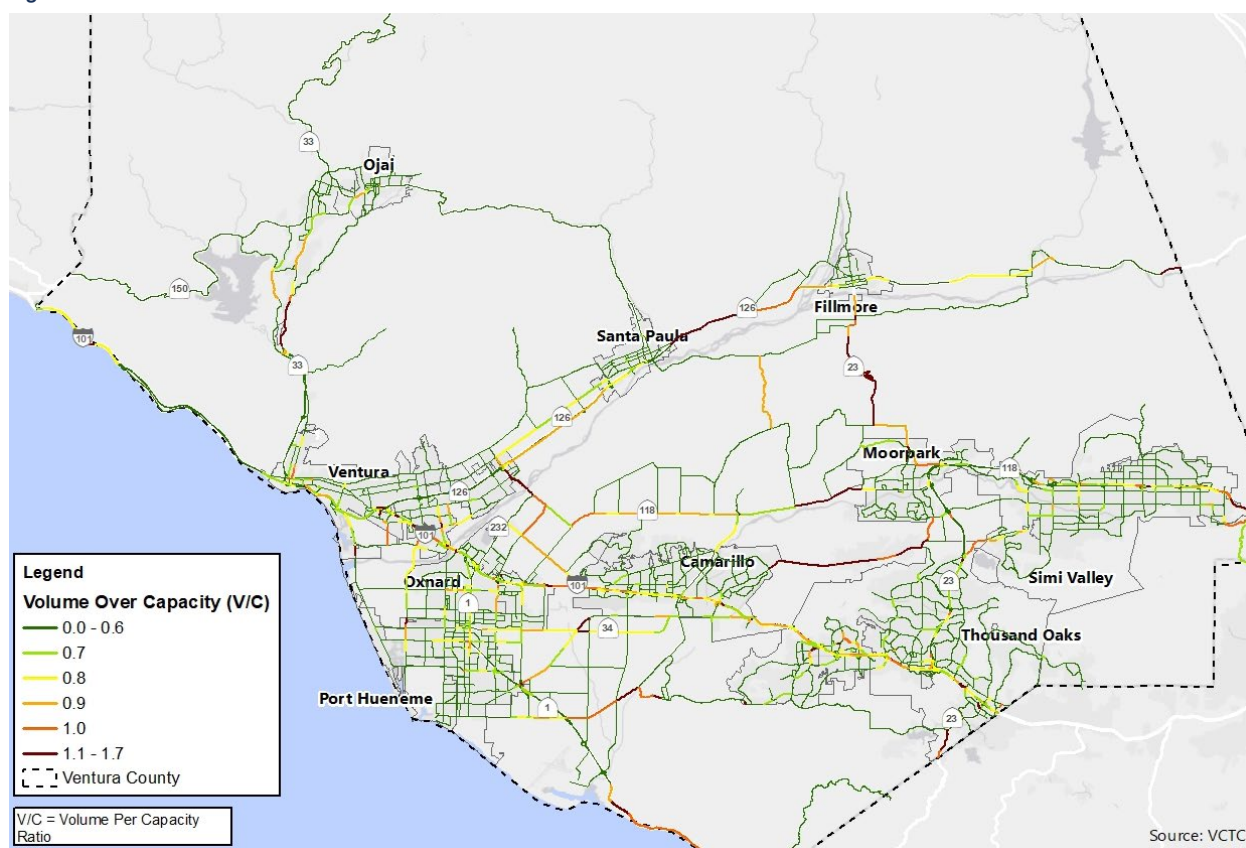 33
Ojai
150
101
33
126
Fillmore
Santa Paula
23
126
Moorpark
118
Ventura
126
118
232
101
Camarillo
Oxnard
101
Simi Valley
23
1
34
Thousand Oaks
Port Hueneme
1
23
Legend
Volume Over Capacity (V/C)
0.0 - 0.6
0.7
0.8
0.9
1.0
1.1 - 1.7
Ventura County
V/C = Volume Per Capacity
Ratio
Source: VCTC